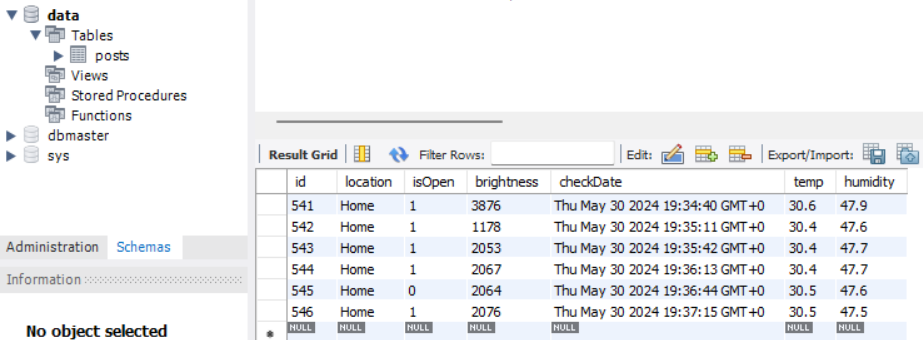 data
Tables
posts
Views
Stored Procedures
Functions
dbmaster
sys
Administration Schemas
Information
No object selected
Result Grid Filter Rows: Edit: Export/Import:
id location isOpen brightness checkDate temp humidity
541 Home 1 3876 Thu May 30 2024 19:34:40 GMT+0 30.6 47.9
542 Home 1 1178 Thu May 30 2024 19:35:11 GMT+0 30.4 47.6
543 Home 1 2053 Thu May 30 2024 19:35:42 GMT+0 30.4 47.7
544 Home 1 2067 Thu May 30 2024 19:36:13 GMT+0 30.4 47.7
545 Home 0 2064 Thu May 30 2024 19:36:44 GMT+0 30.5 47.6
546 Home 1 2076 Thu May 30 2024 19:37:15 GMT+0 30.5 47.5
NULL NULL NULL NULL NULL NULL NULL